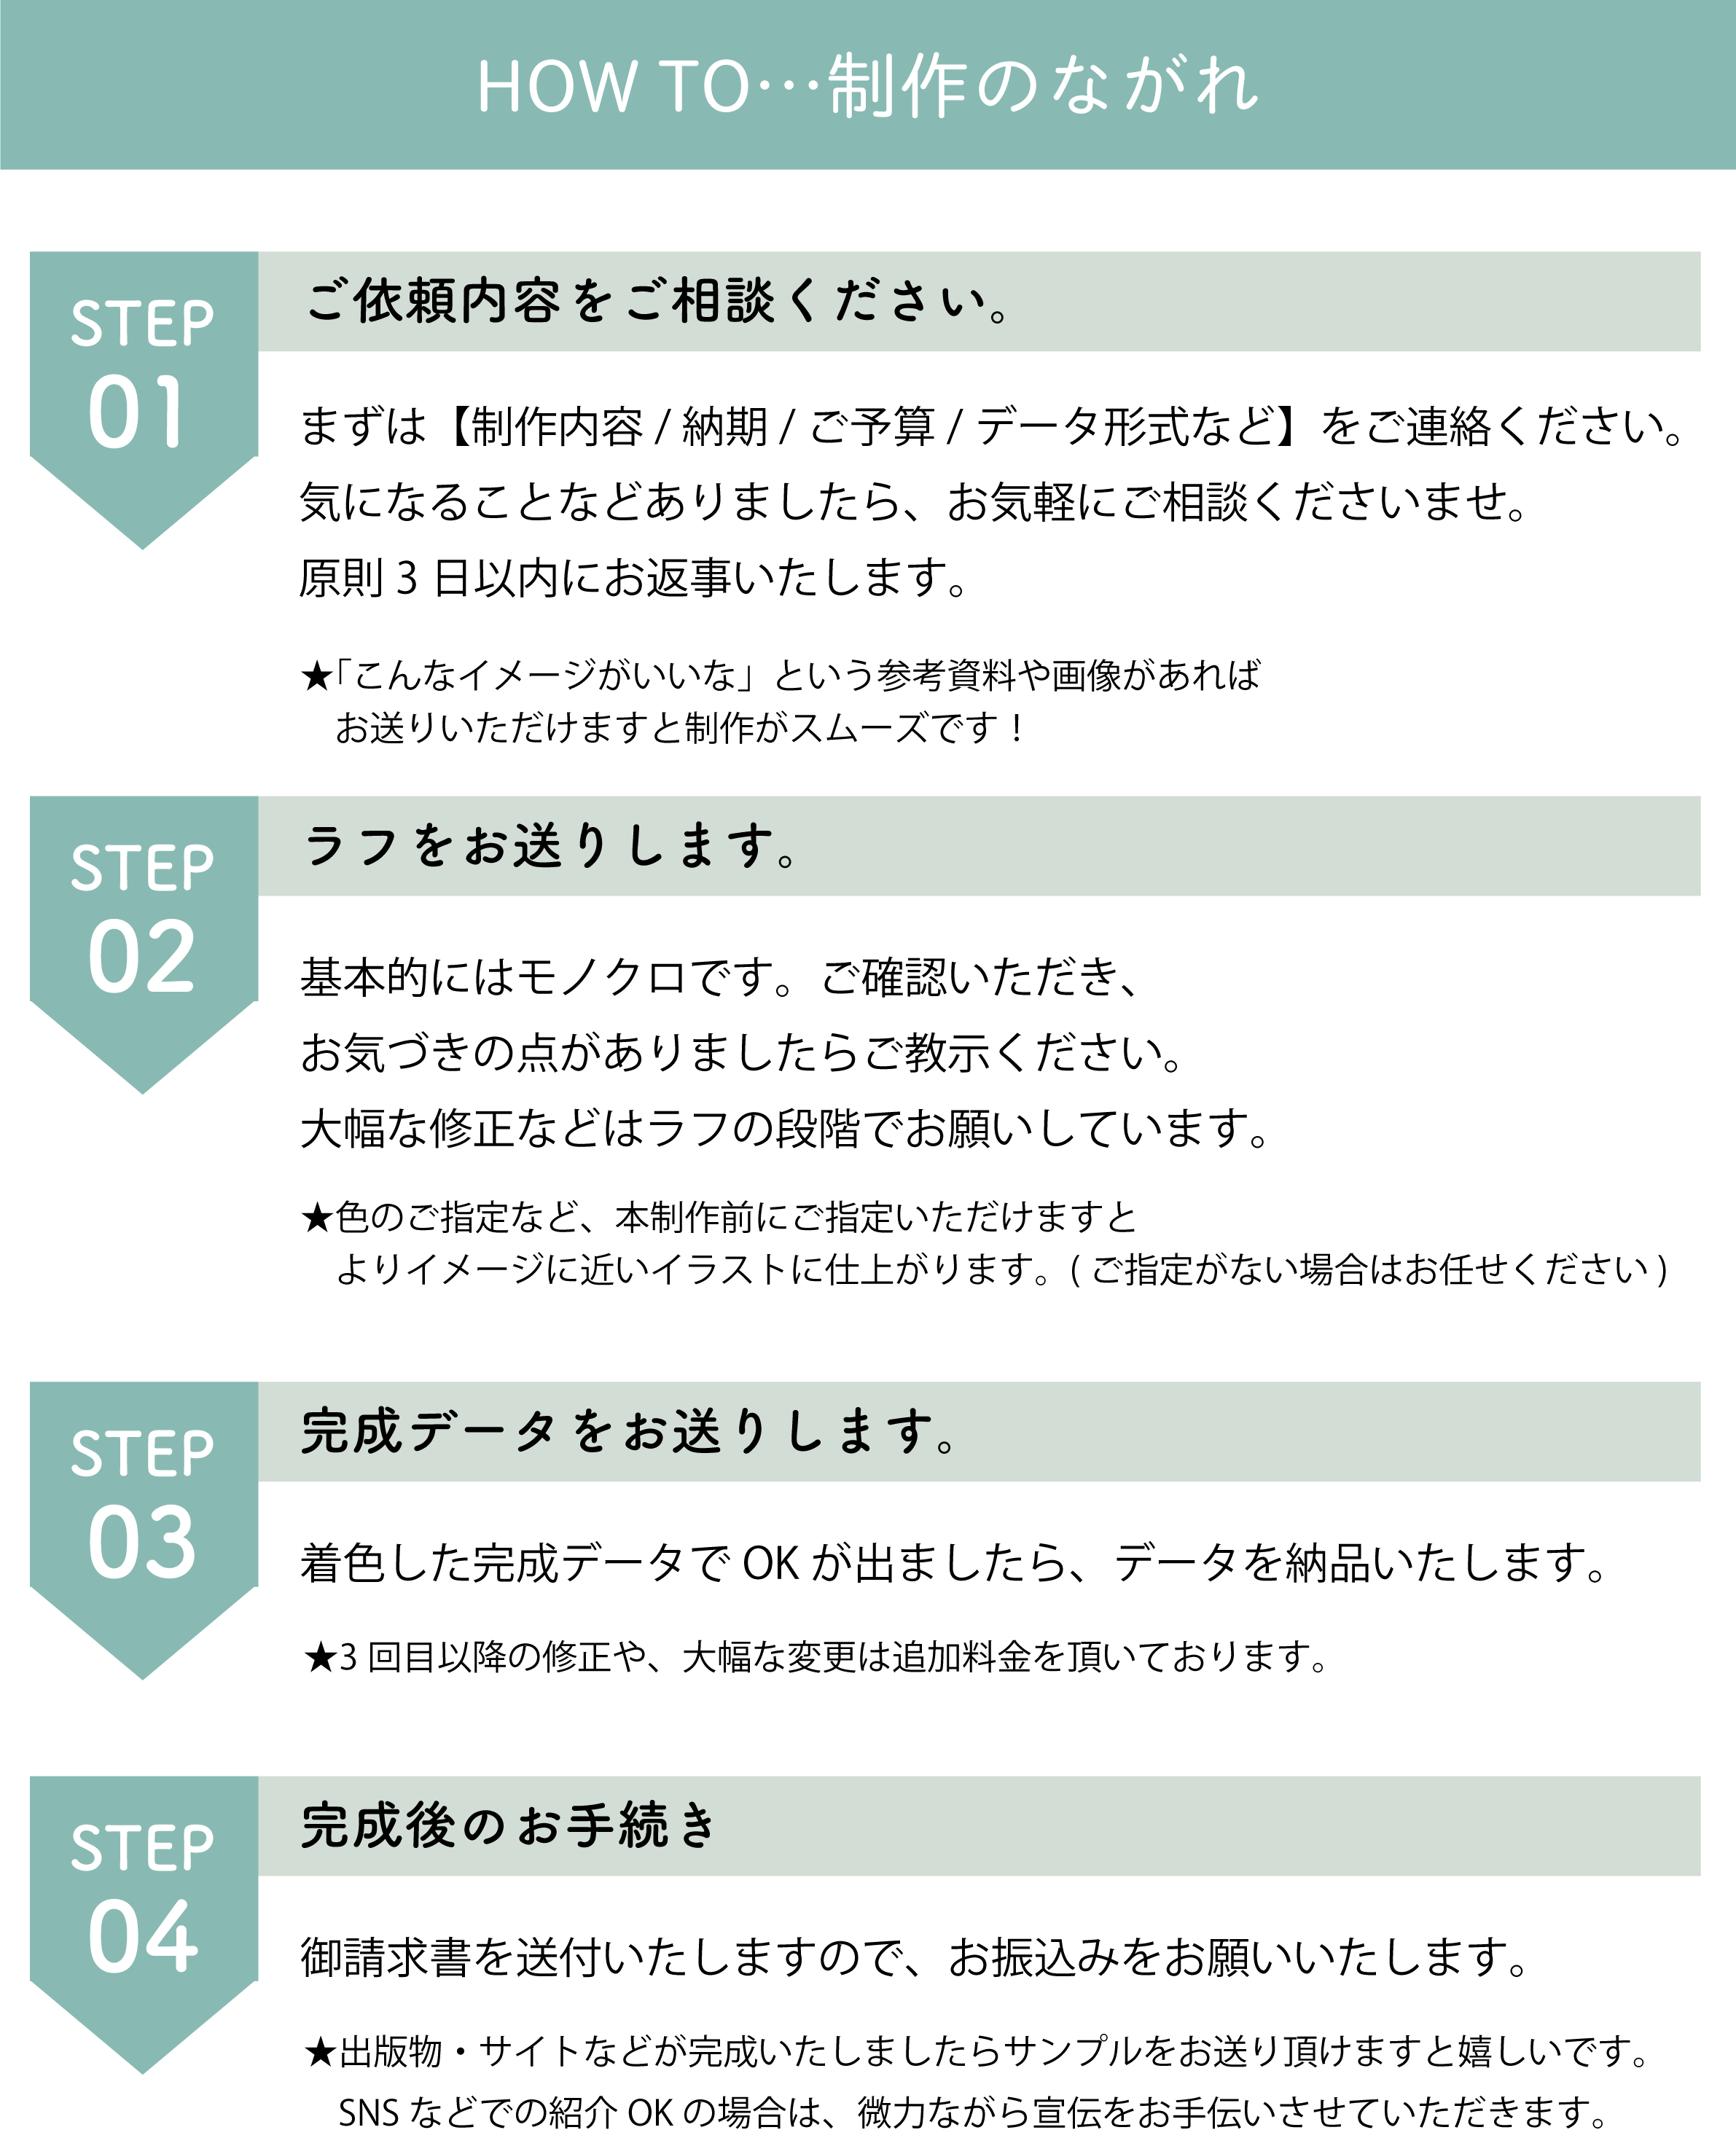 HOW TO…制作のながれ
STEP
01
ご依頼内容をご相談ください。
まずは【制作内容 / 納期 / ご予算 / データ形式など】をご連絡ください。
気になることなどありましたら、お気軽にご相談くださいませ。
原則 3 日以内にお返事いたします。
★「こんなイメージがいいな」という参考資料や画像があれば
お送りいただけますと制作がスムーズです！
STEP
02
ラフをお送りします。
基本的にはモノクロです。ご確認いただき、
お気づきの点がありましたらご教示ください。
大幅な修正などはラフの段階でお願いしています。
★色のご指定など、本制作前にご指定いただけますと
よりイメージに近いイラストに仕上がります。( ご指定がない場合はお任せください )
STEP
03
完成データをお送りします。
着色した完成データで OK が出ましたら、データを納品いたします。
★3 回目以降の修正や、大幅な変更は追加料金を頂いております。
STEP
04
完成後のお手続き
御請求書を送付いたしますので、お振込みをお願いいたします。
★出版物・サイトなどが完成いたしましたらサンプルをお送り頂けますと嬉しいです。
SNS などでの紹介 OK の場合は、微力ながら宣伝をお手伝いさせていただきます。